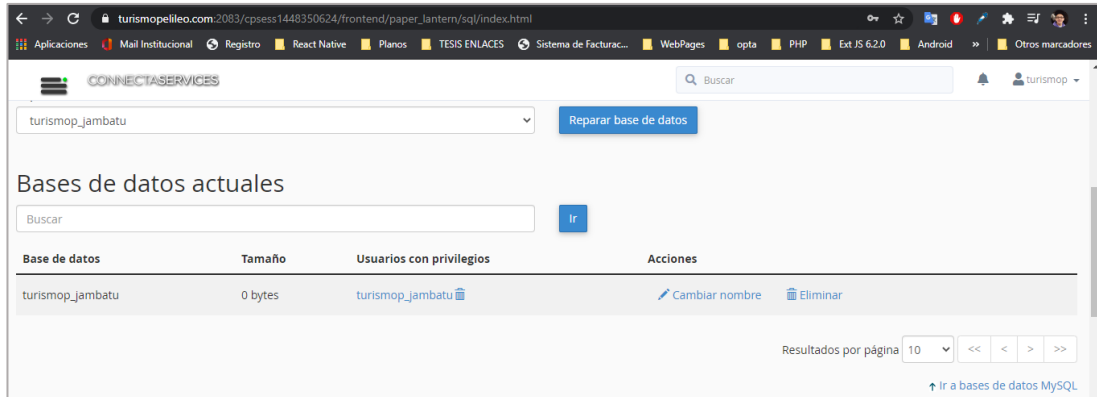 turismopelileo.com:2083/cpsess1448350624/frontend/paper_lantern/sql/index.html
Aplicaciones Mail Institucional Registro React Native Planos TESIS ENLACES Sistema de Facturac... WebPages opta PHP Ext JS 6.2.0 Android » Otros marcadores
CONNECTASERVICES Buscar turismop
turismop_jambatu Reparar base de datos
Bases de datos actuales
Buscar Ir
Base de datos Tamaño Usuarios con privilegios Acciones
turismop_jambatu 0 bytes turismop_jambatu Cambiar nombre Eliminar
Resultados por página 10 << < > >>
Ir a bases de datos MySQL